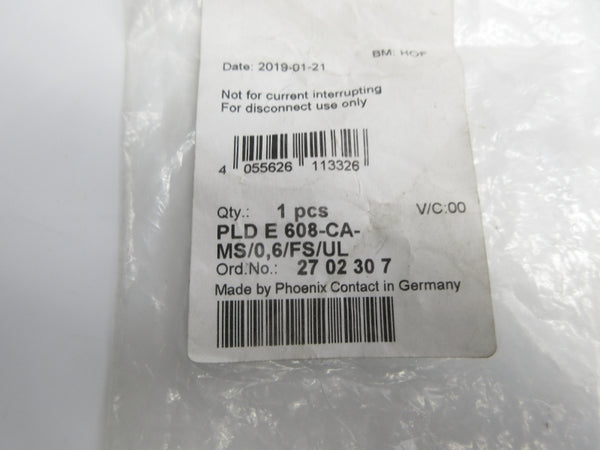 BM: HOF
Date: 2019-01-21
Not for current interrupting
For disconnect use only
4 055626 113326
Qty.: 1 pcs V/C:00
PLD E 608-CA-
MS/0,6/FS/UL
Ord.No.: 27 02 30 7
Made by Phoenix Contact in Germany